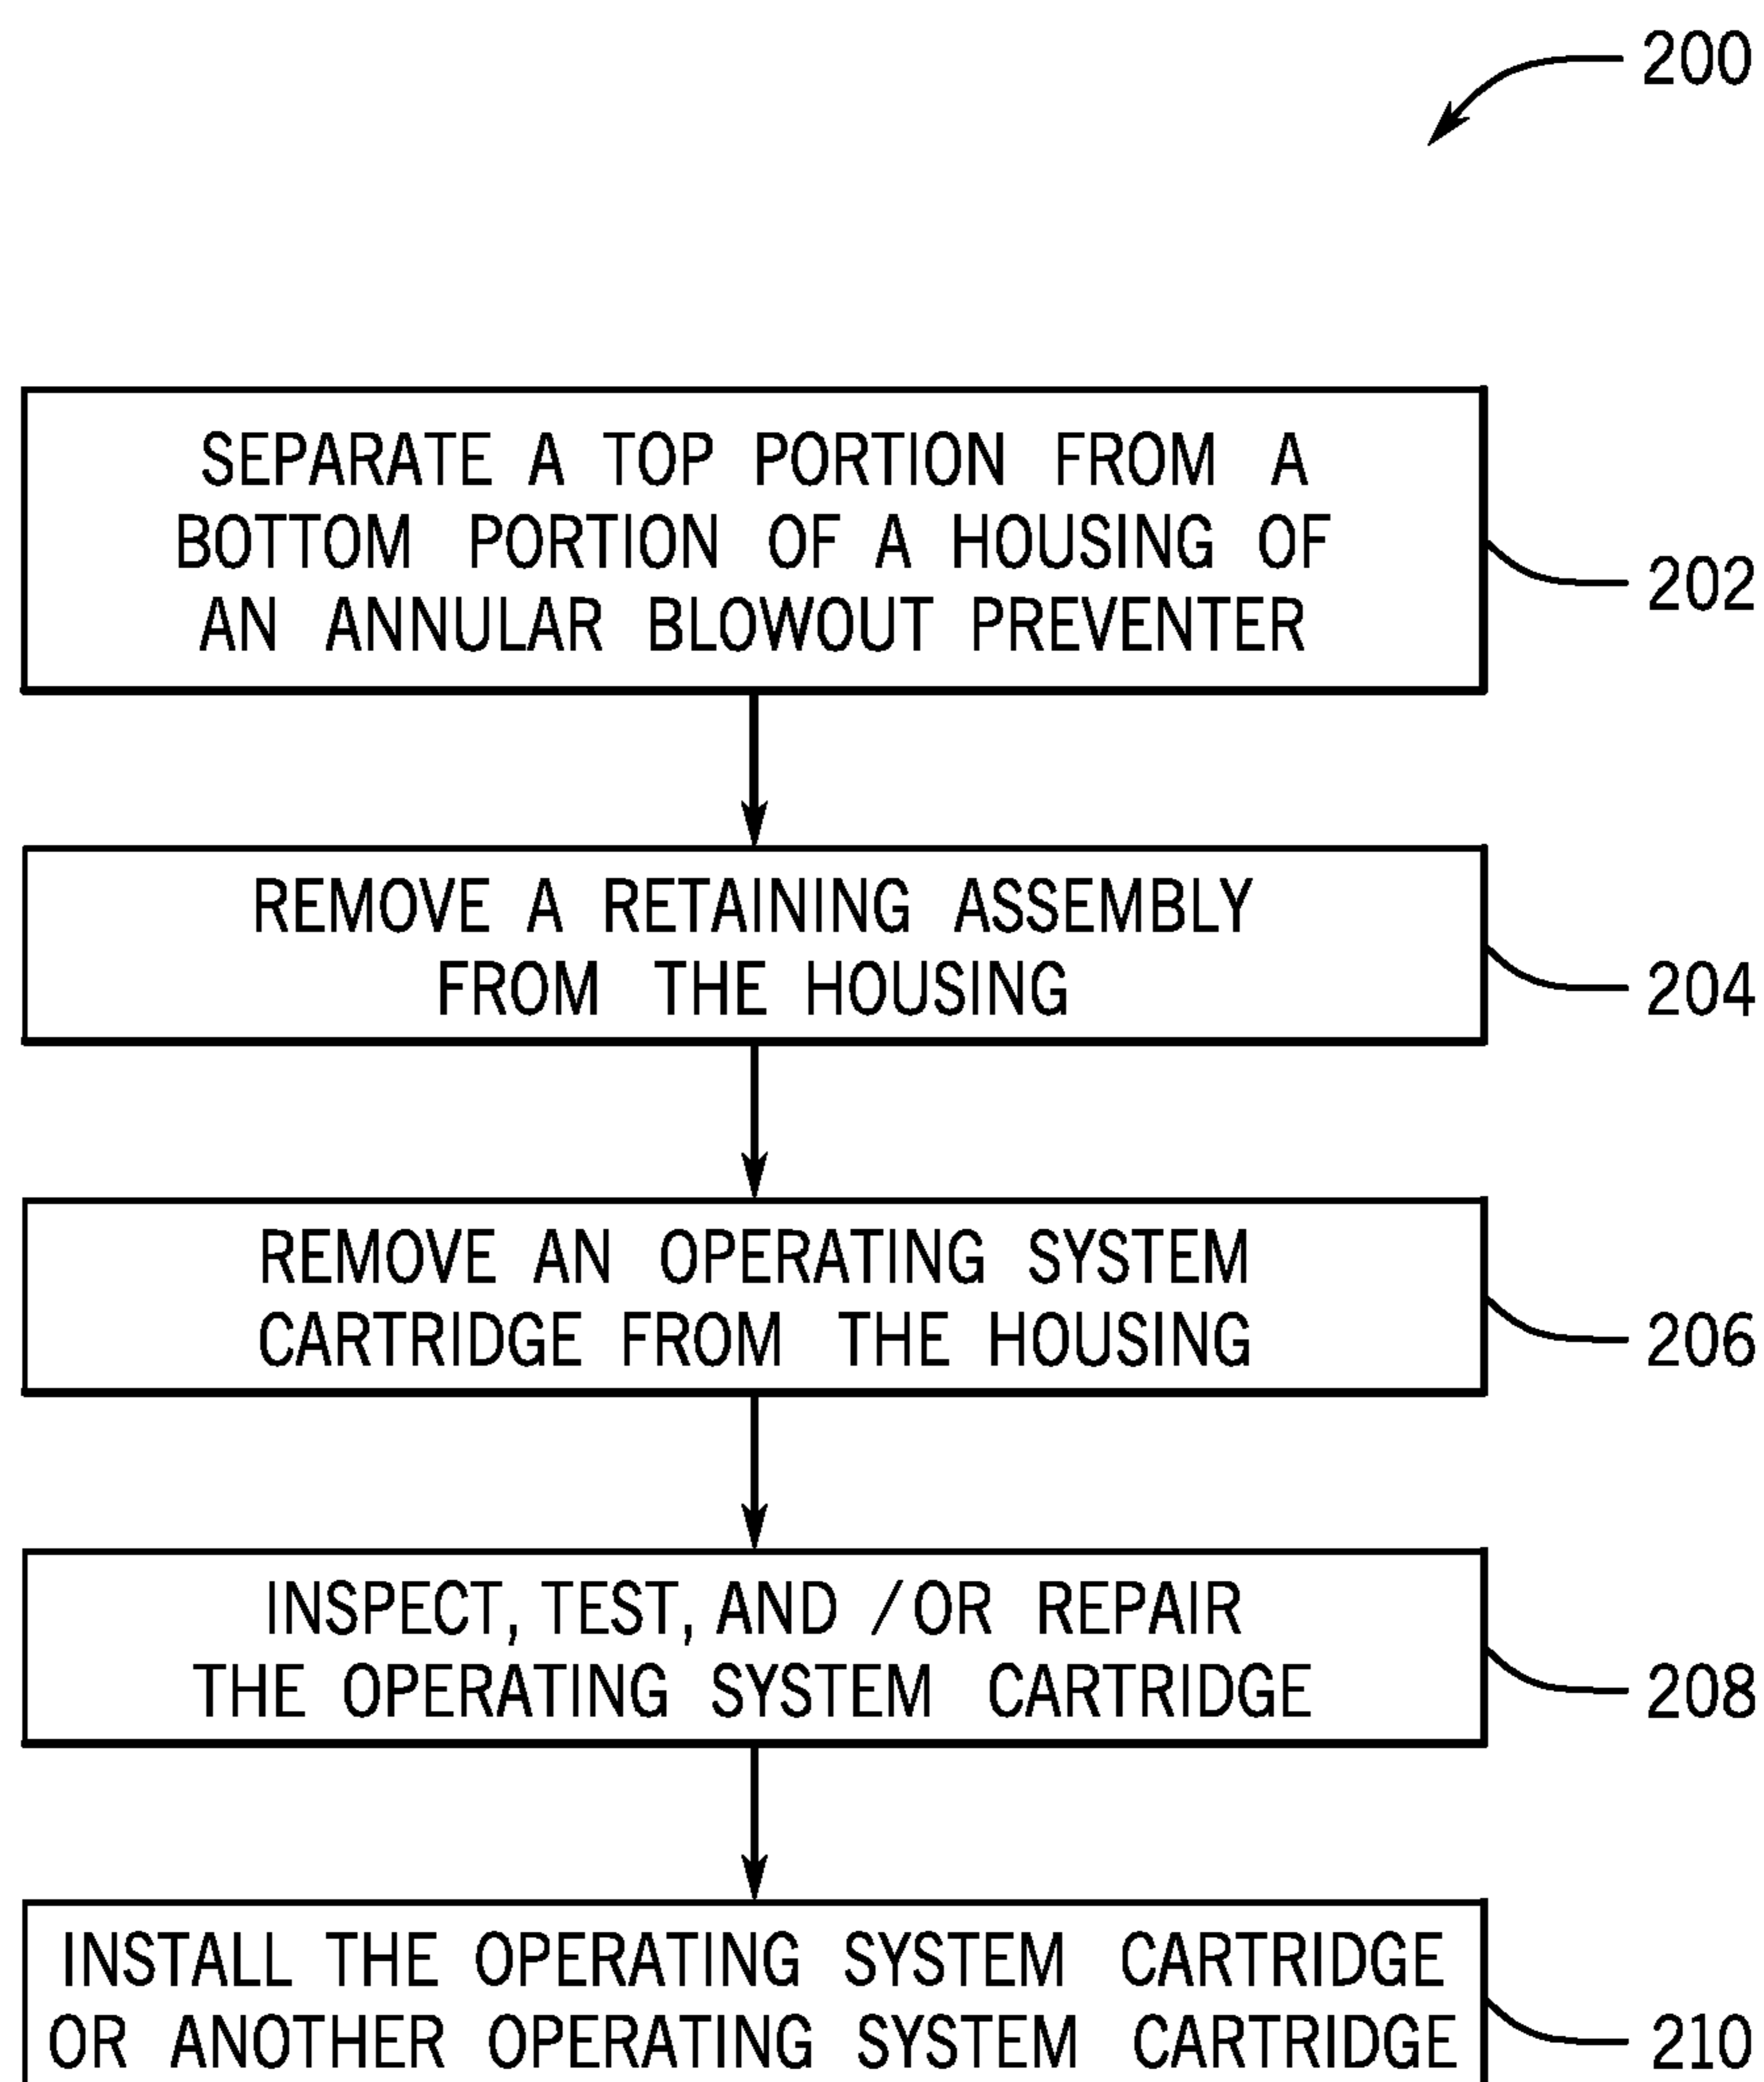 200
SEPARATE A TOP PORTION FROM A
BOTTOM PORTION OF A HOUSING OF
AN ANNULAR BLOWOUT PREVENTER
202
REMOVE A RETAINING ASSEMBLY
FROM THE HOUSING
204
REMOVE AN OPERATING SYSTEM
CARTRIDGE FROM THE HOUSING
206
INSPECT, TEST, AND /OR REPAIR
THE OPERATING SYSTEM CARTRIDGE
208
INSTALL THE OPERATING SYSTEM CARTRIDGE
OR ANOTHER OPERATING SYSTEM CARTRIDGE
210